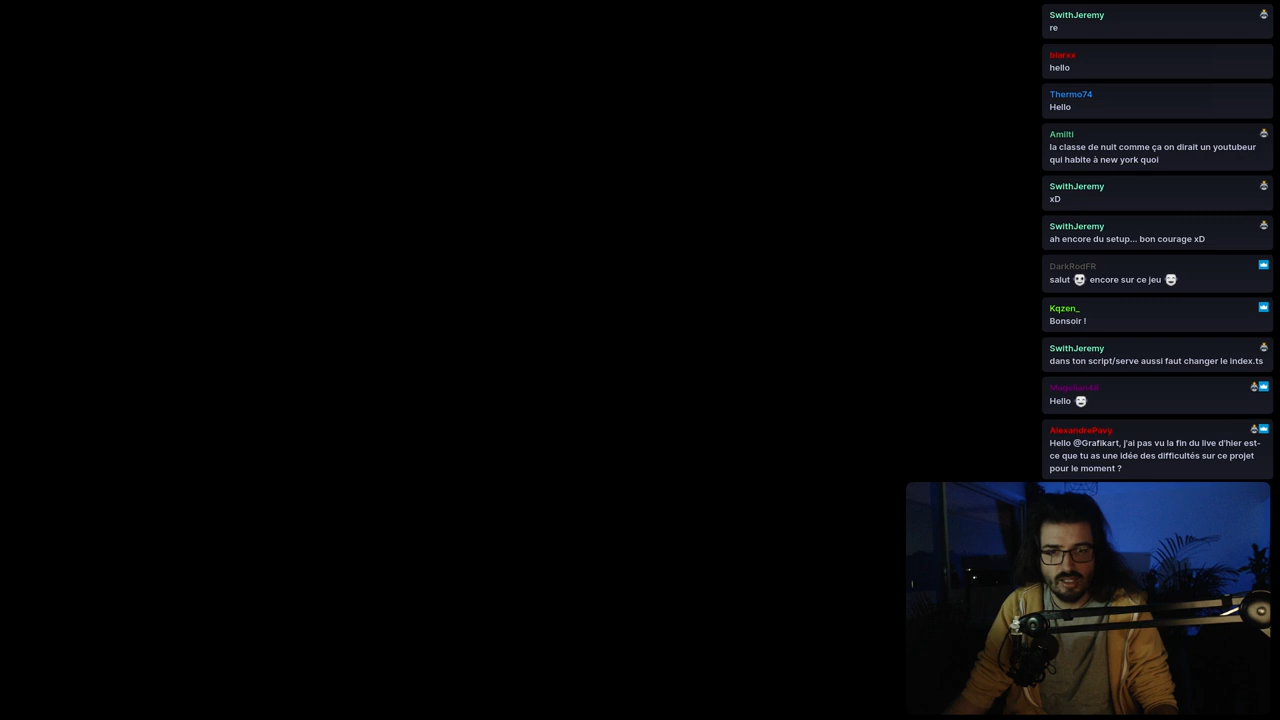 SwithJeremy
re
hello
Thermo74
Hello
Amilti
la classe de nuit comme ça on dirait un youtubeur
qui habite à new york quoi
SwithJeremy
xD
SwithJeremy
ah encore du setup... bon courage xD
DarkRodFR
salut encore sur ce jeu
Kqzen_
Bonsoir !
SwithJeremy
dans ton script/serve aussi faut changer le index.ts
Hello
AlexandrePavy
Hello @Grafikart, j'ai pas vu la fin du live d'hier est-
ce que tu as une idée des difficultés sur ce projet
pour le moment ?